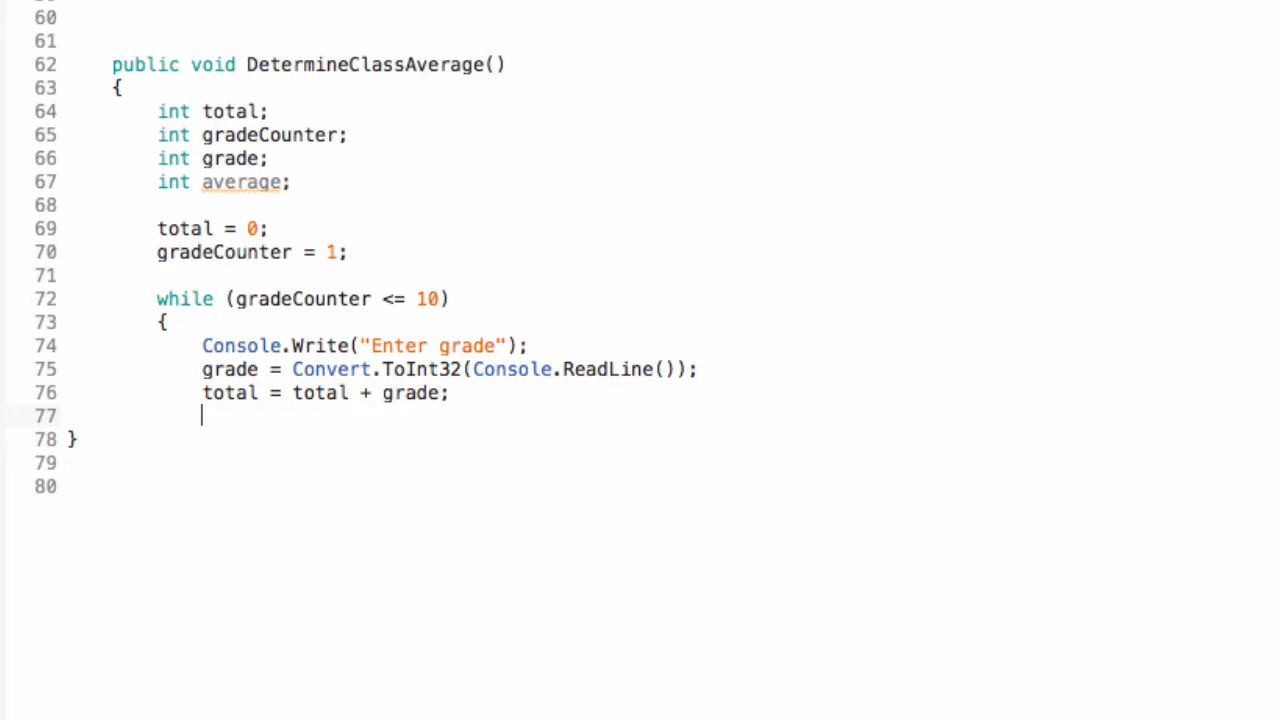 60
61
62 public void DetermineClassAverage()
63 {
64 int total;
65 int gradeCounter;
66 int grade;
67 int average;
68
69 total = 0;
70 gradeCounter = 1;
71
72 while (gradeCounter <= 10)
73 {
74 Console.Write("Enter grade");
75 grade = Convert.ToInt32(Console.ReadLine());
76 total = total + grade;
77
78 }
79
80